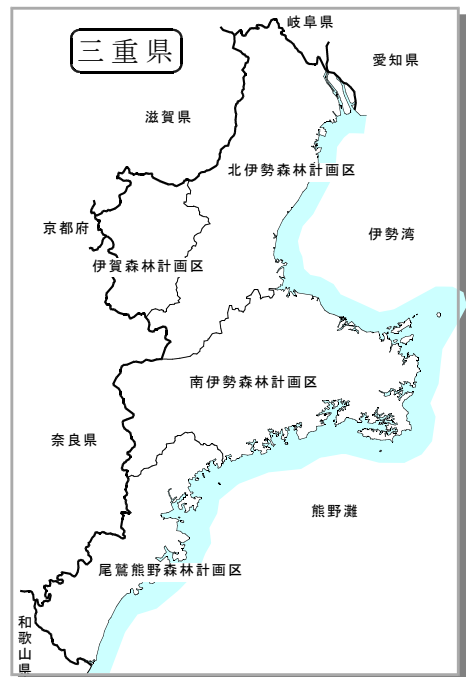 岐阜県
三重県
愛知県
滋賀県
北伊勢森林計画区
京都府
伊勢湾
伊賀森林計画区
南伊勢森林計画区
奈良県
熊野灘
尾鷲熊野森林計画区
和歌山県